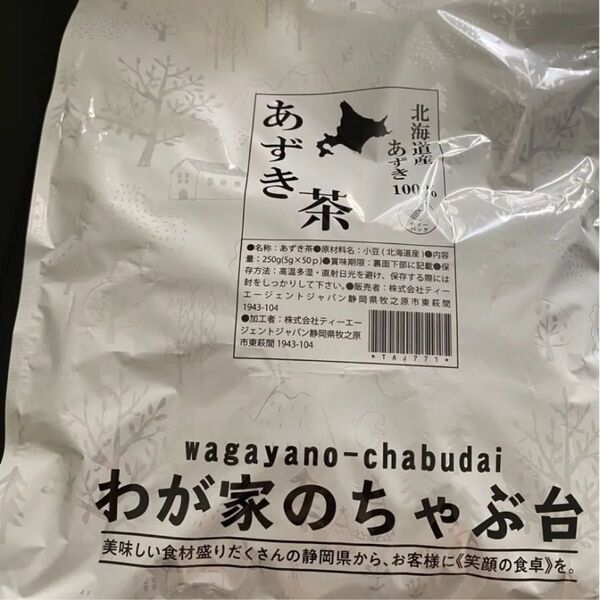 北海道産
あずき
100%
あずき茶
ティー
バッグ
●名称：あずき茶●原材料名：小豆(北海道産)●内容
量：250g(5g×50p)●賞味期限：裏面下部に記載●保
存方法：高温多湿・直射日光を避け、保存する際には
封をしっかりして下さい。●販売者：株式会社ティー
エージェントジャパン静岡県牧之原市東萩間
1943-104
●加工者：株式会社ティーエー
ジェントジャパン静岡県牧之原
市東萩間 1943-104
*TAJ771*
wagayano-chabudai
わが家のちゃぶ台
美味しい食材盛りだくさんの静岡県から、お客様に《笑顔の食卓》を。